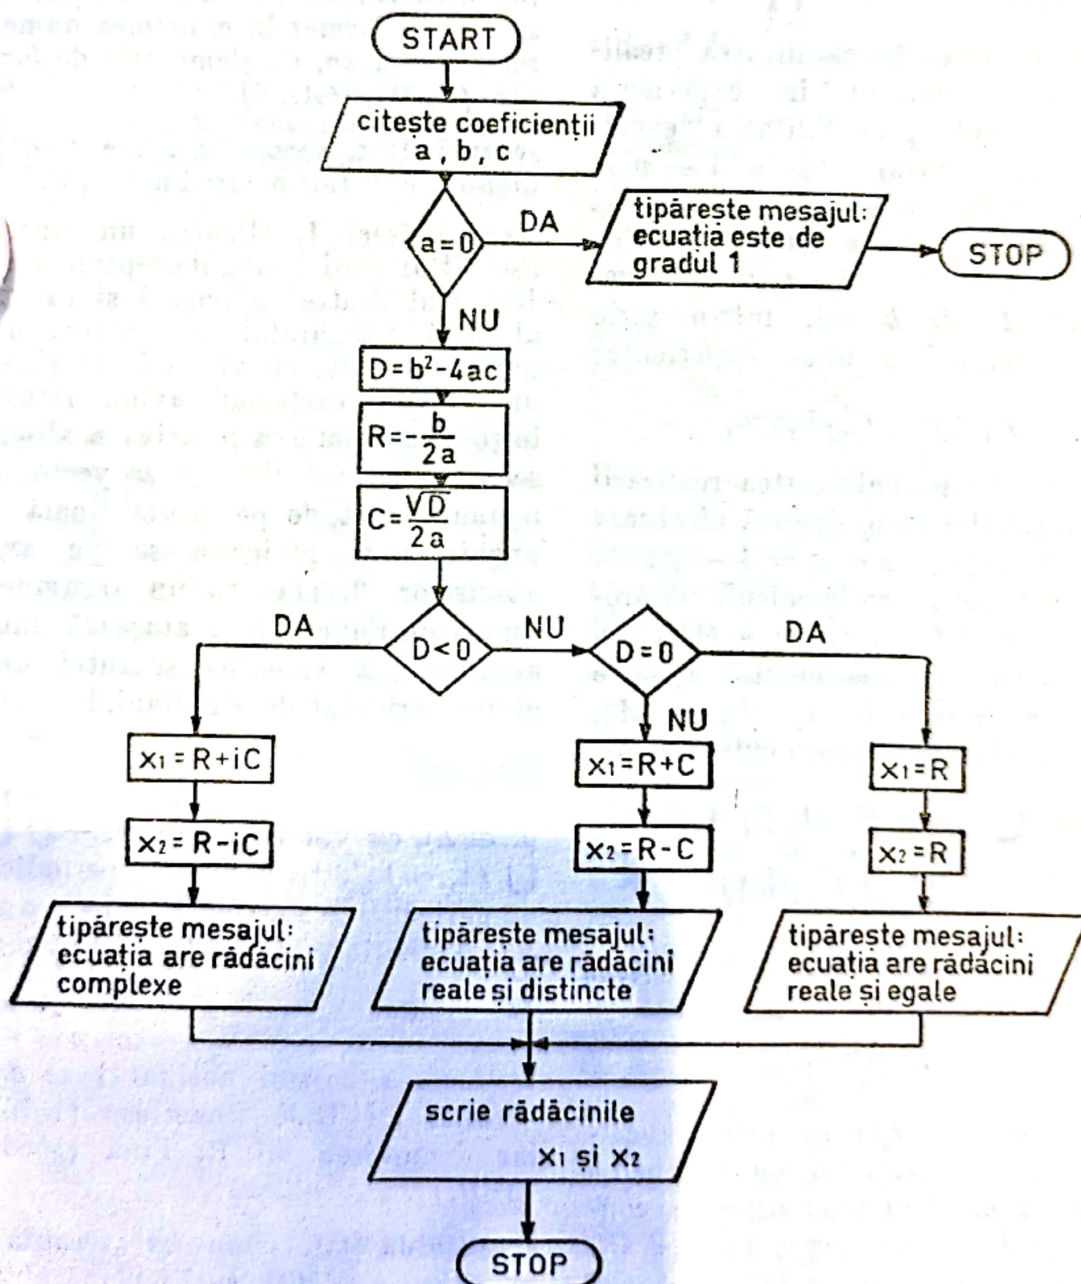 START
citește coeficienții
a, b, c
a=0
DA
tipărește mesajul:
ecuația este de
gradul 1
STOP
NU
D=b²-4ac
R=-b/2a
C=√D/2a
DA
D<0
NU
D=0
DA
NU
x₁=R+iC
x₁=R+C
x₁=R
x₂=R-iC
x₂=R-C
x₂=R
tipărește mesajul:
ecuația are rădăcini
complexe
tipărește mesajul:
ecuația are rădăcini
reale și distincte
tipărește mesajul:
ecuația are rădăcini
reale și egale
scrie rădăcinile
x₁ și x₂
STOP